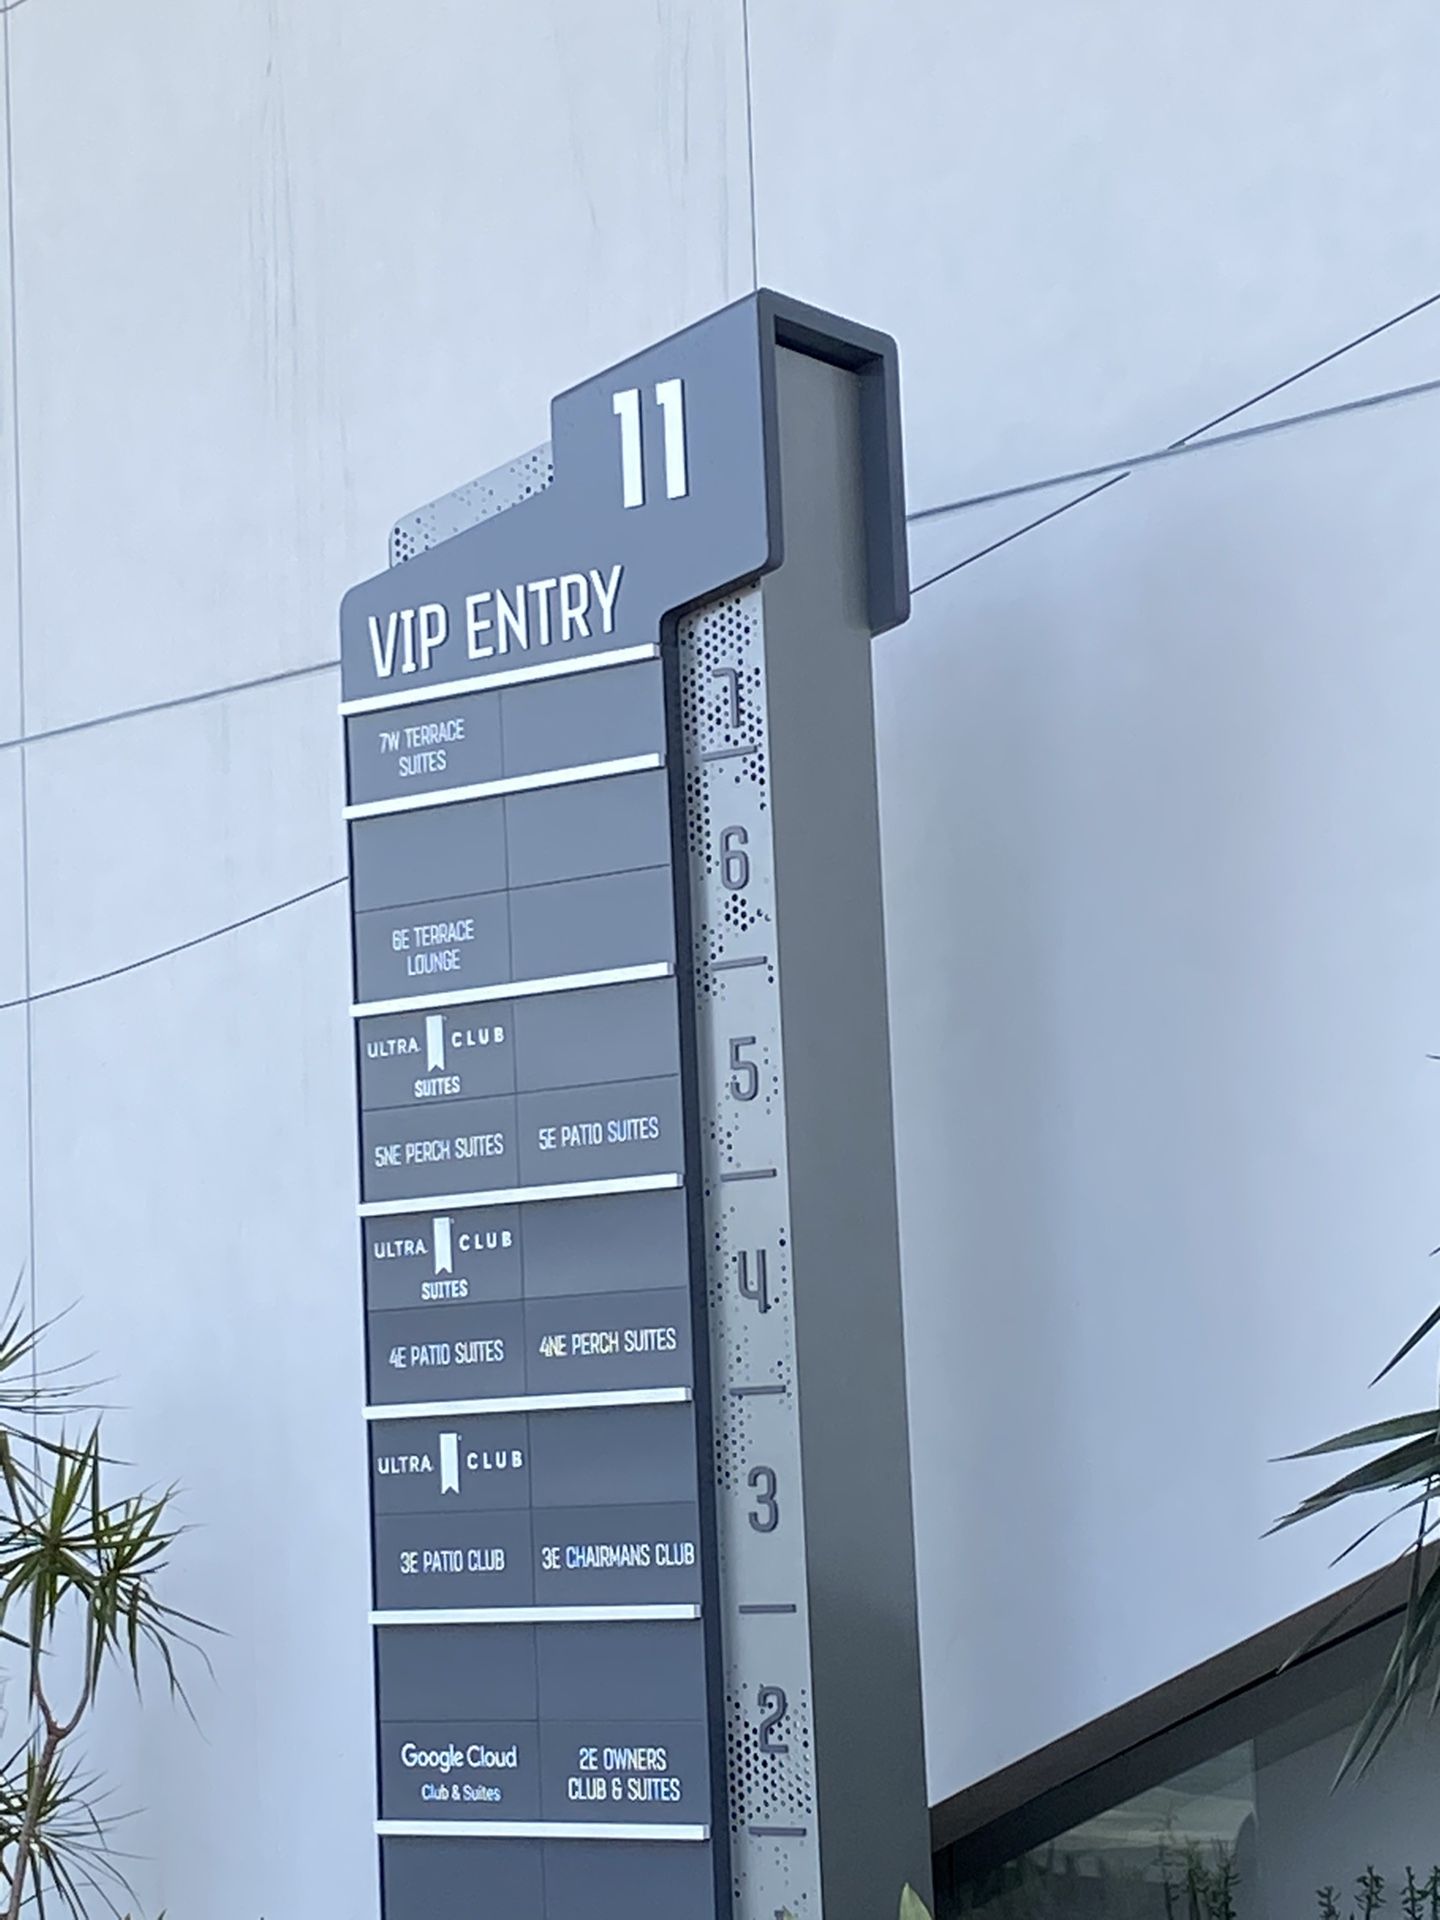 11
VIP ENTRY
7
7W TERRACE
SUITES
6
6E TERRACE
LOUNGE
5
ULTRA CLUB
SUITES
5NE PERCH SUITES
5E PATIO SUITES
4
ULTRA CLUB
SUITES
4E PATIO SUITES
4NE PERCH SUITES
3
ULTRA CLUB
3E PATIO CLUB
3E CHAIRMANS CLUB
2
Google Cloud
Club & Suites
2E OWNERS
CLUB & SUITES